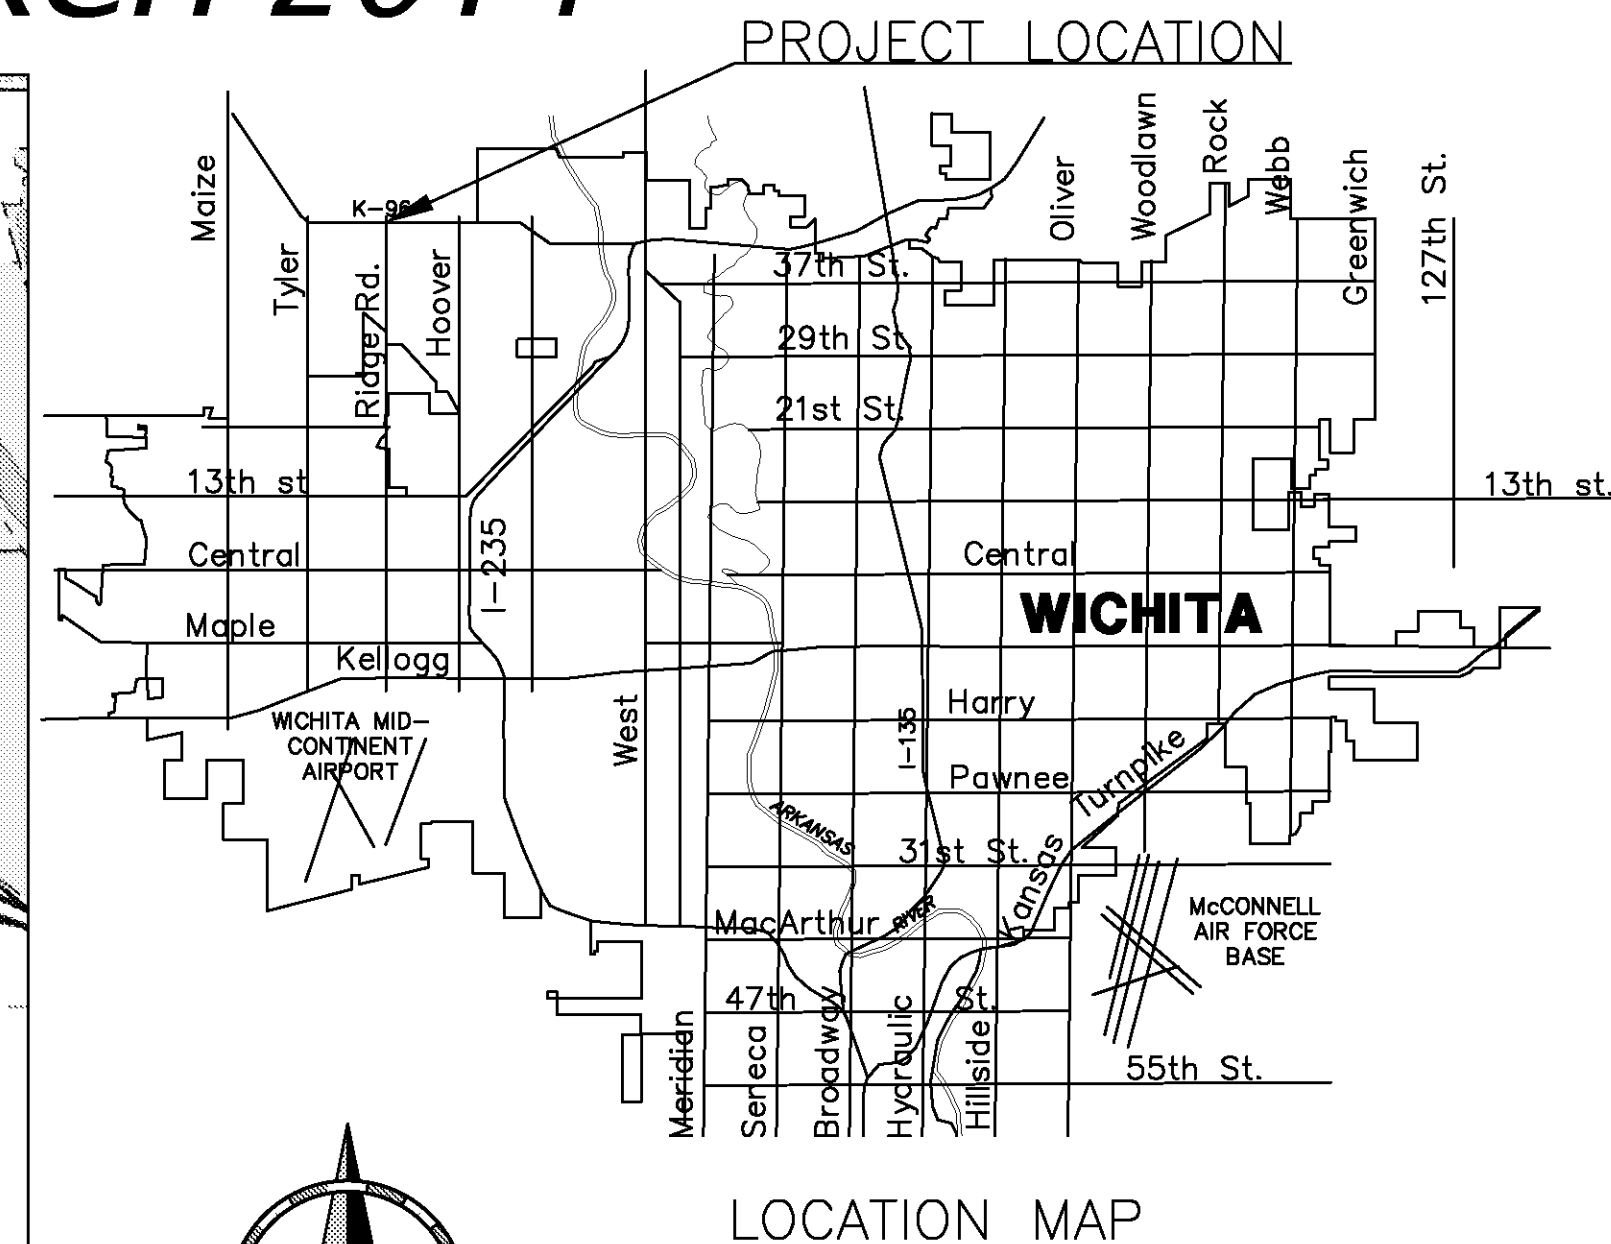 RCH 2011
PROJECT LOCATION
Maize
Tyler
K-96
Ridge Rd.
Hoover
Oliver
Woodlawn
Rock
Webb
Greenwich
127th St.
37th St.
29th St.
21st St.
13th st
13th st.
I-235
Central
Central
WICHITA
Maple
Kellogg
West
WICHITA MID-
CONTINENT
AIRPORT
Harry
I-135
Pawnee
Kansas Turnpike
ARKANSAS
RIVER
31st St.
MacArthur
McCONNELL
AIR FORCE
BASE
47th St.
Meridian
Seneca
Broadway
Hydraulic
Hillside
55th St.
LOCATION MAP